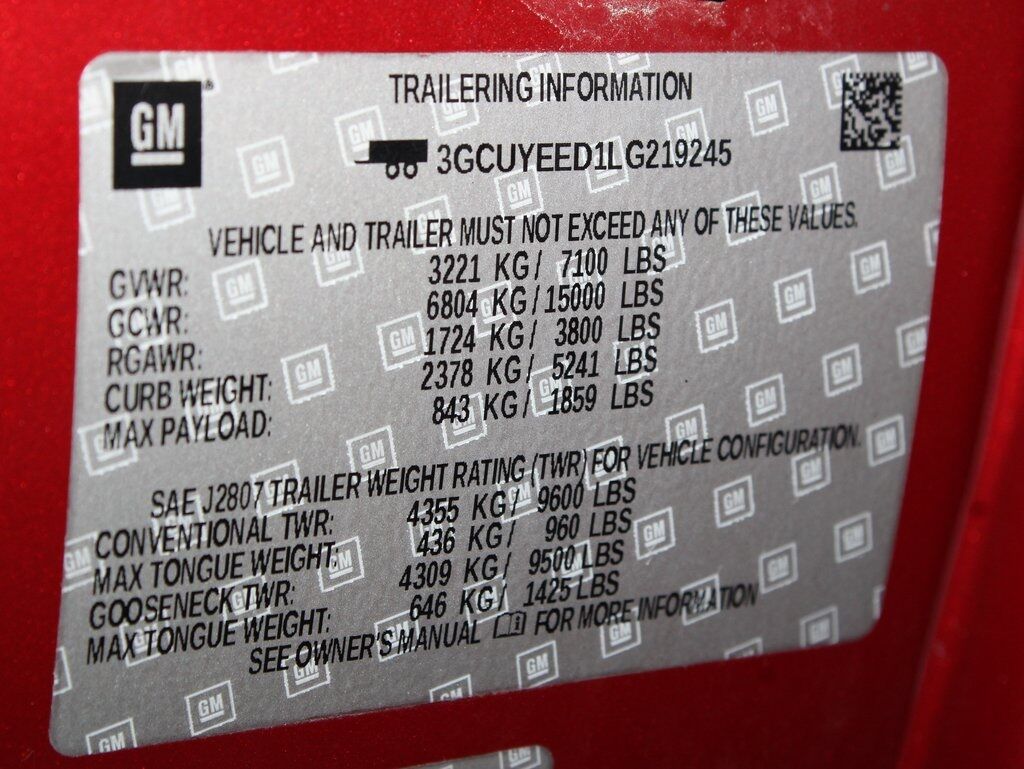 GM
TRAILERING INFORMATION
3GCUYEED1LG219245
VEHICLE AND TRAILER MUST NOT EXCEED ANY OF THESE VALUES.
GVWR: 3221 KG / 7100 LBS
GCWR: 6804 KG / 15000 LBS
RGAWR: 1724 KG / 3800 LBS
CURB WEIGHT: 2378 KG / 5241 LBS
MAX PAYLOAD: 843 KG / 1859 LBS
SAE J2807 TRAILER WEIGHT RATING (TWR) FOR VEHICLE CONFIGURATION.
CONVENTIONAL TWR: 4355 KG / 9600 LBS
MAX TONGUE WEIGHT: 436 KG / 960 LBS
GOOSENECK TWR: 4309 KG / 9500 LBS
MAX TONGUE WEIGHT: 646 KG / 1425 LBS
SEE OWNER'S MANUAL FOR MORE INFORMATION